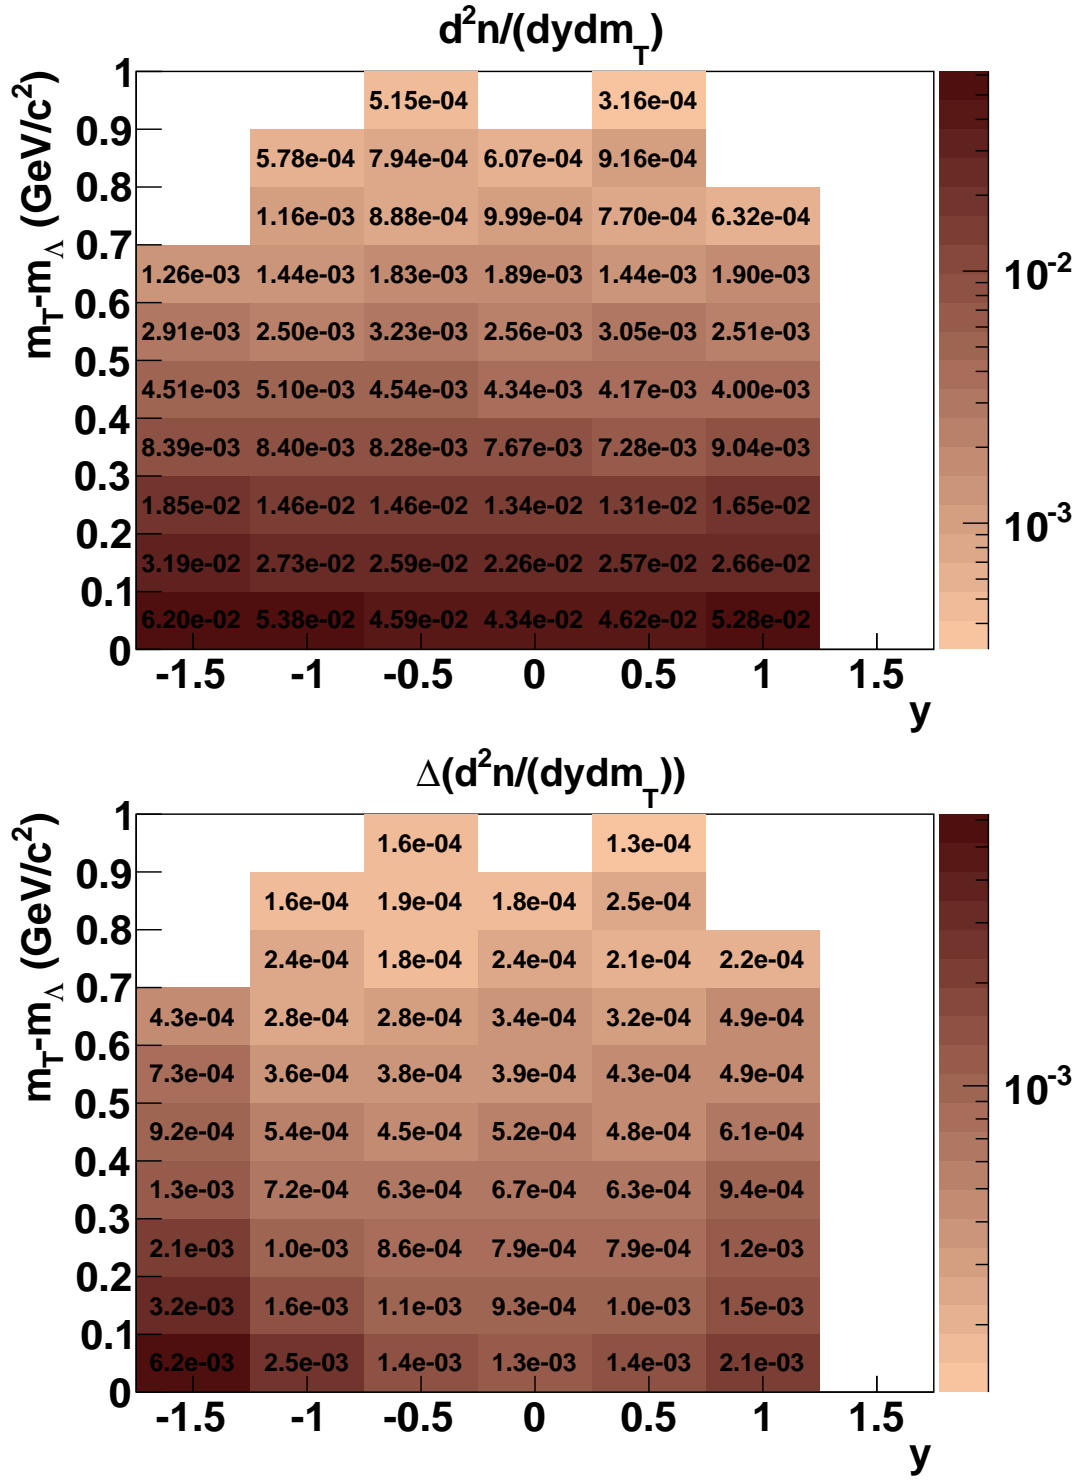 d²n/(dydm_T)
m_T-m_Λ (GeV/c²)
1
0.9
0.8
0.7
0.6
0.5
0.4
0.3
0.2
0.1
0
5.15e-04 3.16e-04
5.78e-04 7.94e-04 6.07e-04 9.16e-04
1.16e-03 8.88e-04 9.99e-04 7.70e-04 6.32e-04
1.26e-03 1.44e-03 1.83e-03 1.89e-03 1.44e-03 1.90e-03
2.91e-03 2.50e-03 3.23e-03 2.56e-03 3.05e-03 2.51e-03
4.51e-03 5.10e-03 4.54e-03 4.34e-03 4.17e-03 4.00e-03
8.39e-03 8.40e-03 8.28e-03 7.67e-03 7.28e-03 9.04e-03
1.85e-02 1.46e-02 1.46e-02 1.34e-02 1.31e-02 1.65e-02
3.19e-02 2.73e-02 2.59e-02 2.26e-02 2.57e-02 2.66e-02
6.20e-02 5.38e-02 4.59e-02 4.34e-02 4.62e-02 5.28e-02
-1.5 -1 -0.5 0 0.5 1 1.5
y
10⁻²
10⁻³
Δ(d²n/(dydm_T))
m_T-m_Λ (GeV/c²)
1
0.9
0.8
0.7
0.6
0.5
0.4
0.3
0.2
0.1
0
1.6e-04 1.3e-04
1.6e-04 1.9e-04 1.8e-04 2.5e-04
2.4e-04 1.8e-04 2.4e-04 2.1e-04 2.2e-04
4.3e-04 2.8e-04 2.8e-04 3.4e-04 3.2e-04 4.9e-04
7.3e-04 3.6e-04 3.8e-04 3.9e-04 4.3e-04 4.9e-04
9.2e-04 5.4e-04 4.5e-04 5.2e-04 4.8e-04 6.1e-04
1.3e-03 7.2e-04 6.3e-04 6.7e-04 6.3e-04 9.4e-04
2.1e-03 1.0e-03 8.6e-04 7.9e-04 7.9e-04 1.2e-03
3.2e-03 1.6e-03 1.1e-03 9.3e-04 1.0e-03 1.5e-03
6.2e-03 2.5e-03 1.4e-03 1.3e-03 1.4e-03 2.1e-03
-1.5 -1 -0.5 0 0.5 1 1.5
y
10⁻³